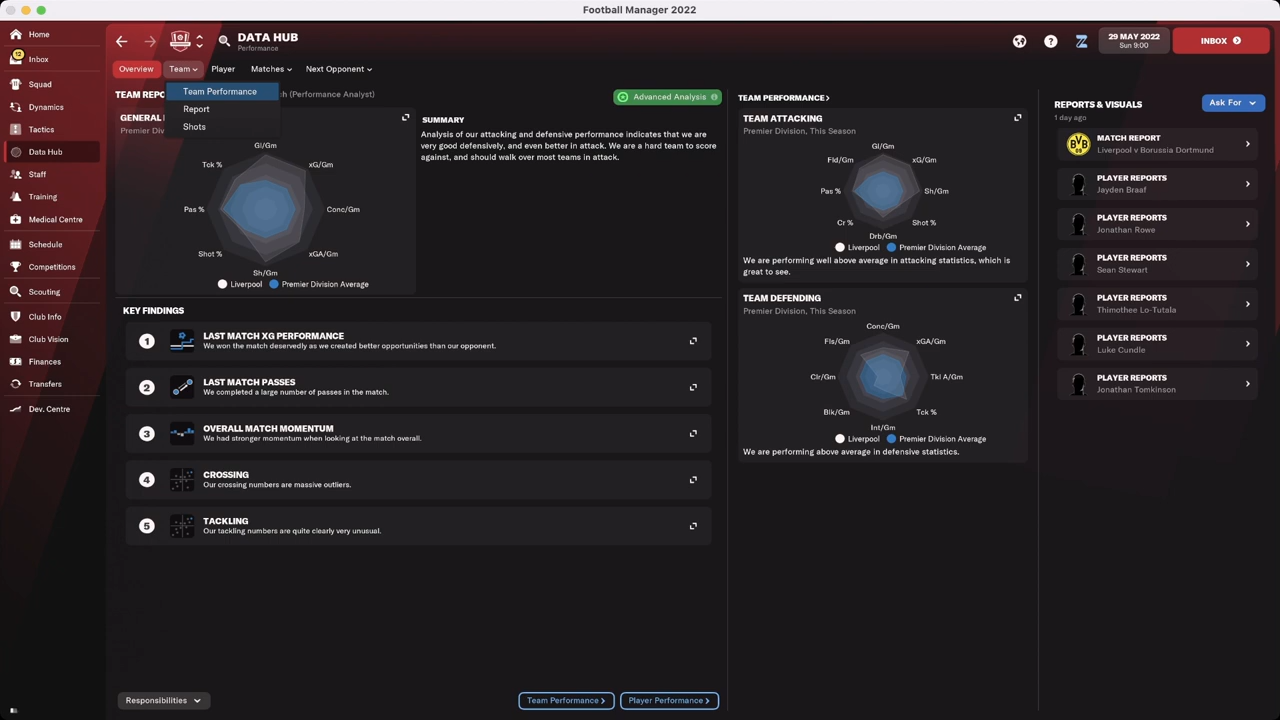 Football Manager 2022
Home
12
Inbox
Squad
Dynamics
Tactics
Data Hub
Staff
Training
Medical Centre
Schedule
Competitions
Scouting
Club Info
Club Vision
Finances
Transfers
Dev. Centre
DATA HUB
Performance
29 MAY 2022
Sun 9:00
INBOX
Overview
Team
Player
Matches
Next Opponent
Team Performance
Report
Shots
TEAM REPO
h (Performance Analyst)
Advanced Analysis
GENERAL
Premier Div
Gl/Gm
xG/Gm
Conc/Gm
xGA/Gm
Sh/Gm
Shot %
Pas %
Tck %
Liverpool
Premier Division Average
SUMMARY
Analysis of our attacking and defensive performance indicates that we are
very good defensively, and even better in attack. We are a hard team to score
against, and should walk over most teams in attack.
KEY FINDINGS
1
LAST MATCH XG PERFORMANCE
We won the match deservedly as we created better opportunities than our opponent.
2
LAST MATCH PASSES
We completed a large number of passes in the match.
3
OVERALL MATCH MOMENTUM
We had stronger momentum when looking at the match overall.
4
CROSSING
Our crossing numbers are massive outliers.
5
TACKLING
Our tackling numbers are quite clearly very unusual.
Responsibilities
Team Performance >
Player Performance >
TEAM PERFORMANCE >
TEAM ATTACKING
Premier Division, This Season
Gl/Gm
xG/Gm
Sh/Gm
Shot %
Drb/Gm
Cr %
Pas %
Fld/Gm
Liverpool
Premier Division Average
We are performing well above average in attacking statistics, which is
great to see.
TEAM DEFENDING
Premier Division, This Season
Conc/Gm
xGA/Gm
Tkl A/Gm
Tck %
Int/Gm
Blk/Gm
Clr/Gm
Fls/Gm
Liverpool
Premier Division Average
We are performing above average in defensive statistics.
REPORTS & VISUALS
1 day ago
Ask For
BVB
09
MATCH REPORT
Liverpool v Borussia Dortmund
PLAYER REPORTS
Jayden Braaf
PLAYER REPORTS
Jonathan Rowe
PLAYER REPORTS
Sean Stewart
PLAYER REPORTS
Thimothee Lo-Tutala
PLAYER REPORTS
Luke Cundle
PLAYER REPORTS
Jonathan Tomkinson